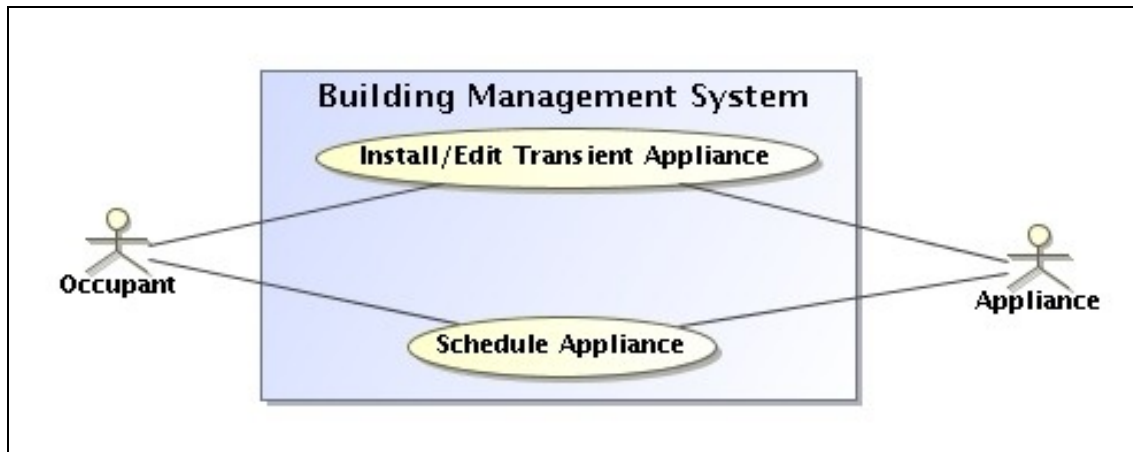 Building Management System
Install/Edit Transient Appliance
Occupant
Appliance
Schedule Appliance